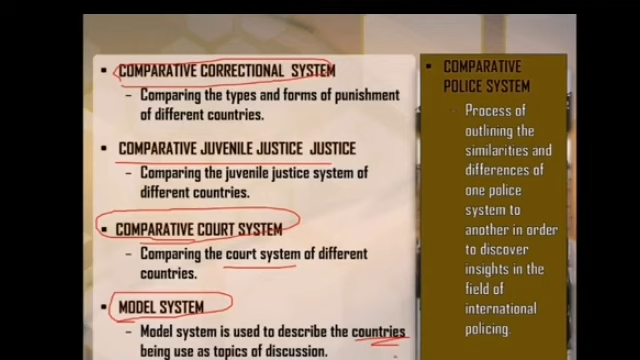 COMPARATIVE CORRECTIONAL SYSTEM
– Comparing the types and forms of punishment
of different countries.
COMPARATIVE JUVENILE JUSTICE JUSTICE
– Comparing the juvenile justice system of
different countries.
COMPARATIVE COURT SYSTEM
– Comparing the court system of different
countries.
MODEL SYSTEM
– Model system is used to describe the countries
being use as topics of discussion.
COMPARATIVE
POLICE SYSTEM
– Process of
outlining the
similarities and
differences of
one police
system to
another in order
to discover
insights in the
field of
international
policing.